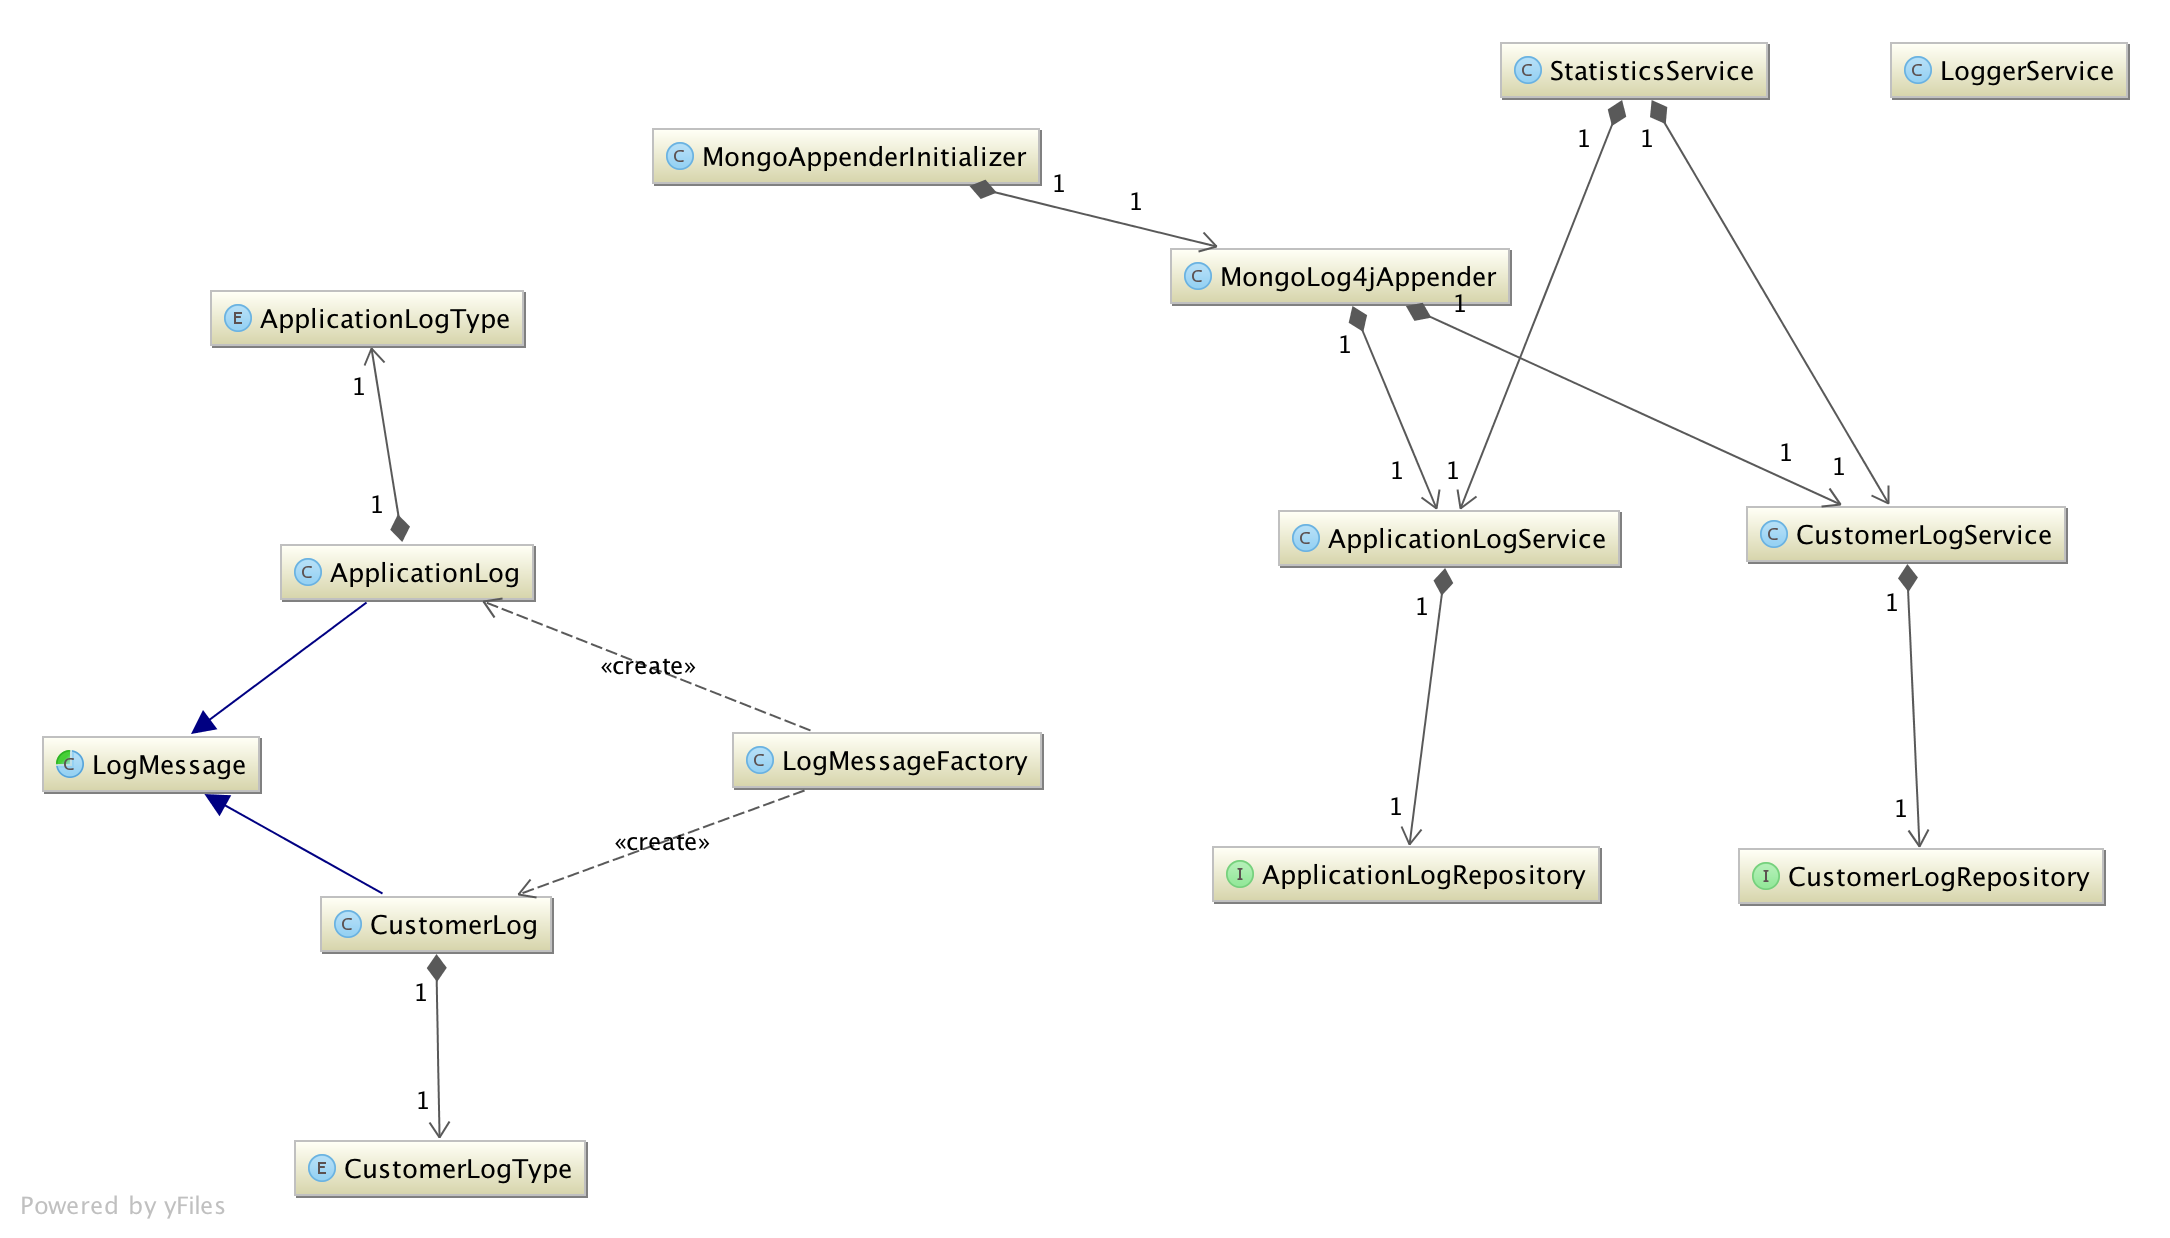 C StatisticsService
C LoggerService
1
1
C MongoAppenderInitializer
1
1
C MongoLog4jAppender
1
1
E ApplicationLogType
1
1
1
1
1
1
1
C ApplicationLogService
C CustomerLogService
C ApplicationLog
1
1
«create»
C LogMessage
C LogMessageFactory
1
1
«create»
I ApplicationLogRepository
I CustomerLogRepository
C CustomerLog
1
1
E CustomerLogType
Powered by yFiles